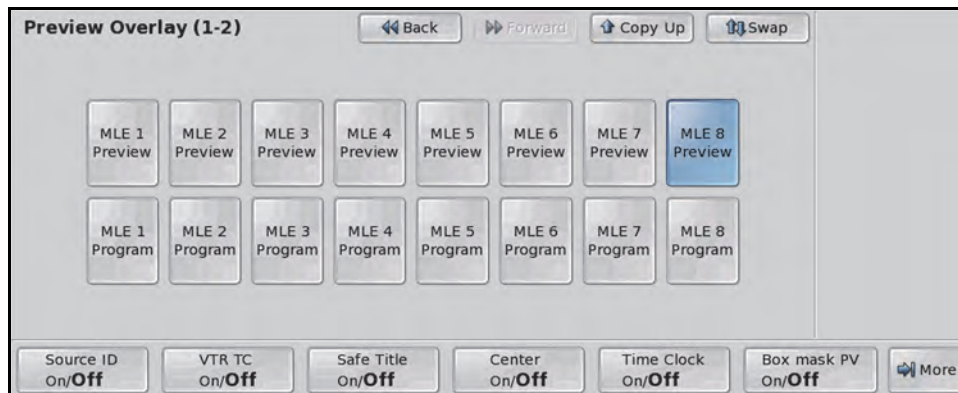 Preview Overlay (1-2)
Back
Forward
Copy Up
Swap
MLE 1 Preview
MLE 2 Preview
MLE 3 Preview
MLE 4 Preview
MLE 5 Preview
MLE 6 Preview
MLE 7 Preview
MLE 8 Preview
MLE 1 Program
MLE 2 Program
MLE 3 Program
MLE 4 Program
MLE 5 Program
MLE 6 Program
MLE 7 Program
MLE 8 Program
Source ID
On/Off
VTR TC
On/Off
Safe Title
On/Off
Center
On/Off
Time Clock
On/Off
Box mask PV
On/Off
More